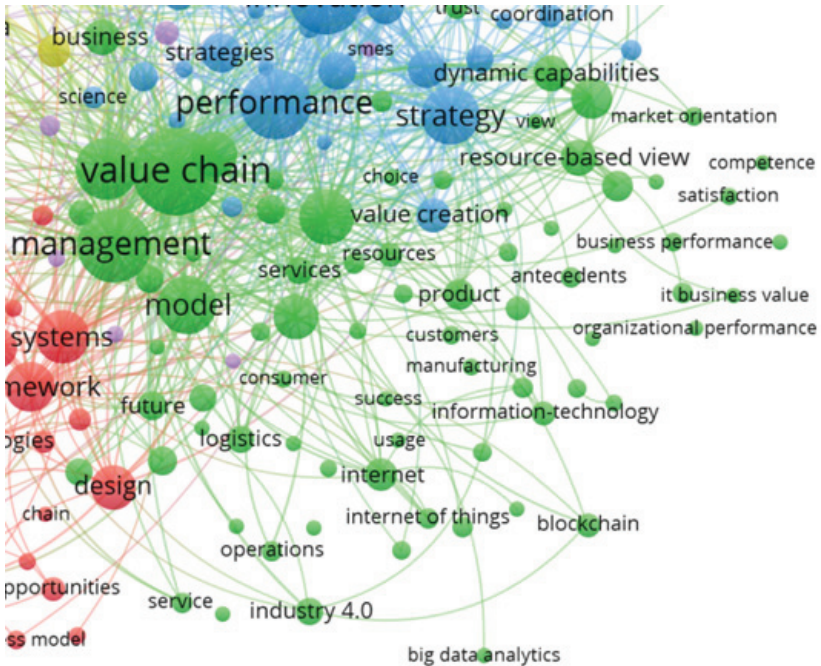 innovation
trust
coordination
business
strategies
smes
dynamic capabilities
science
performance
strategy
view
market orientation
value chain
resource-based view
competence
choice
satisfaction
value creation
management
business performance
resources
services
antecedents
model
product
it business value
systems
customers
organizational performance
manufacturing
mework
consumer
success
future
information-technology
ogies
logistics
usage
design
internet
chain
internet of things
blockchain
operations
pportunities
service
industry 4.0
ss model
big data analytics